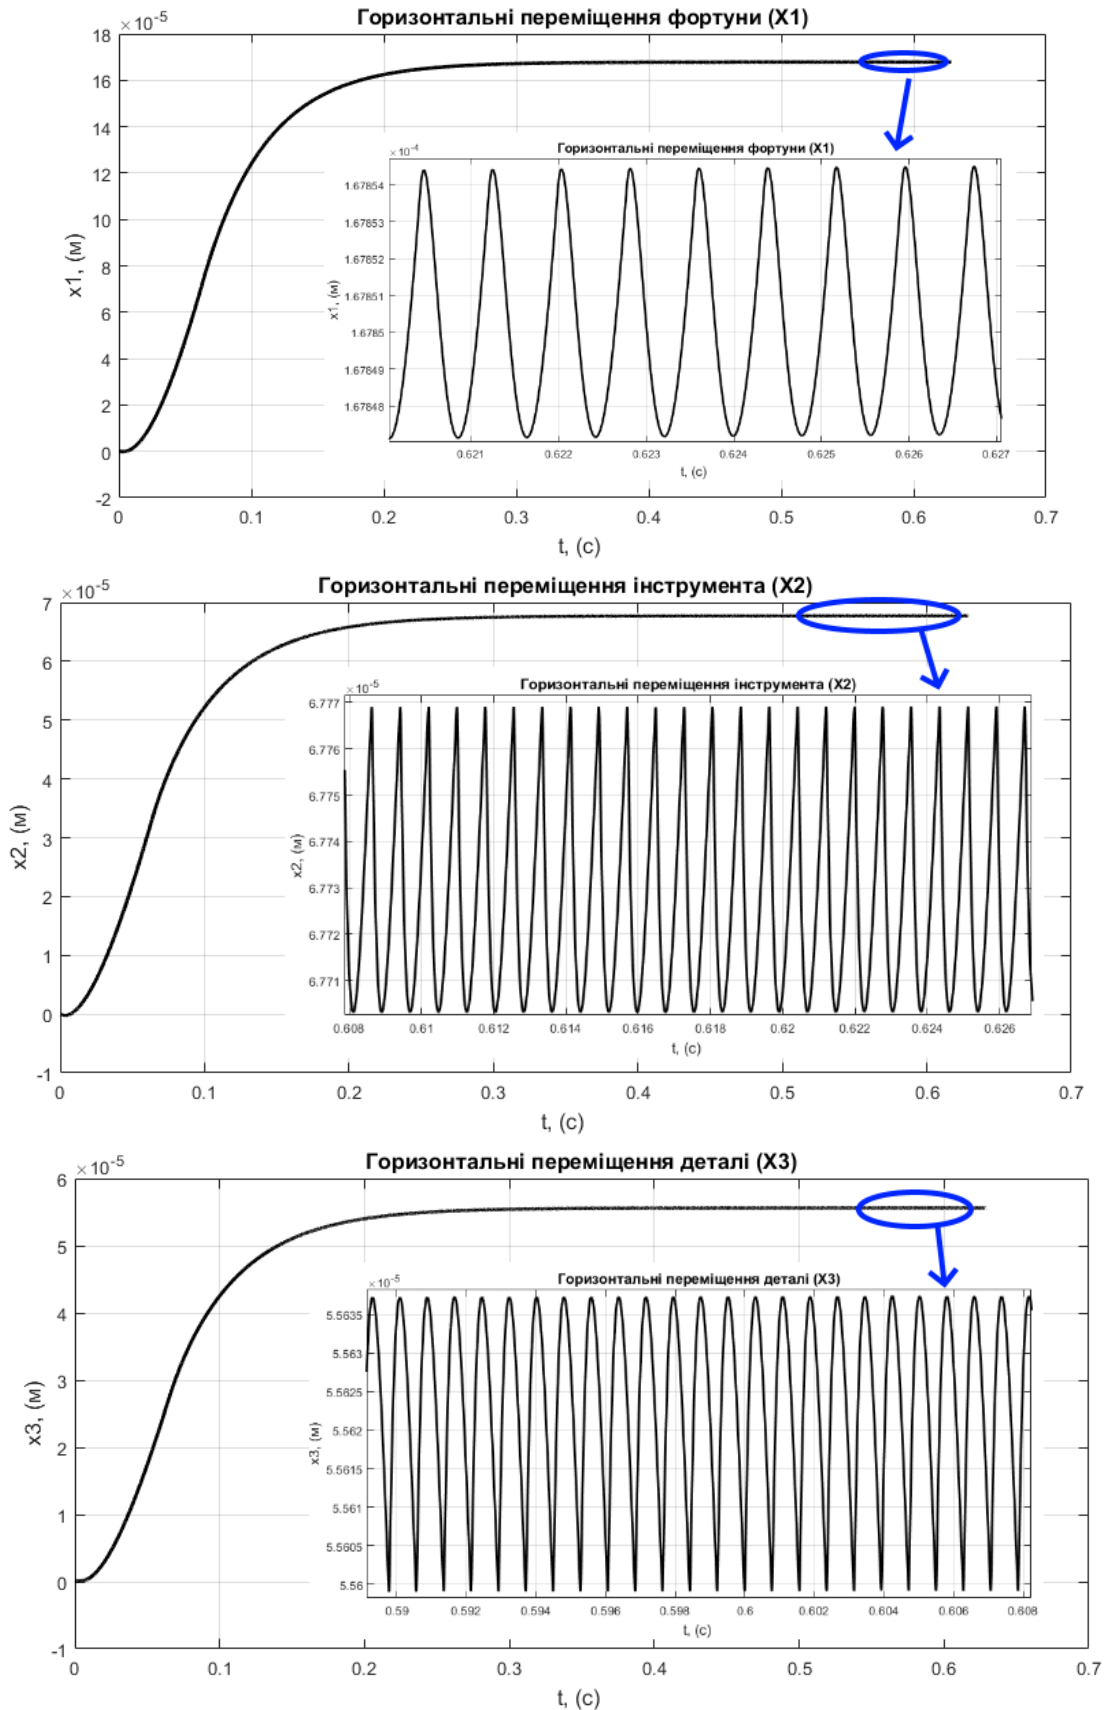 Горизонтальні переміщення фортуни (X1)
×10-5
18
16
14
12
10
8
6
4
2
0
-2
x1, (м)
Горизонтальні переміщення фортуни (X1)
×10-4
1.67854
1.67853
1.67852
1.67851
1.6785
1.67849
1.67848
x1, (м)
0.621 0.622 0.623 0.624 0.625 0.626 0.627
t, (с)
0 0.1 0.2 0.3 0.4 0.5 0.6 0.7
t, (с)
Горизонтальні переміщення інструмента (X2)
×10-5
7
6
5
4
3
2
1
0
-1
x2, (м)
Горизонтальні переміщення інструмента (X2)
×10-5
6.777
6.776
6.775
6.774
6.773
6.772
6.771
x2, (м)
0.608 0.61 0.612 0.614 0.616 0.618 0.62 0.622 0.624 0.626
t, (с)
0 0.1 0.2 0.3 0.4 0.5 0.6 0.7
t, (с)
Горизонтальні переміщення деталі (X3)
×10-5
6
5
4
3
2
1
0
-1
x3, (м)
Горизонтальні переміщення деталі (X3)
×10-5
5.5635
5.563
5.5625
5.562
5.5615
5.561
5.5605
5.56
x3, (м)
0.59 0.592 0.594 0.596 0.598 0.6 0.602 0.604 0.606 0.608
t, (с)
0 0.1 0.2 0.3 0.4 0.5 0.6 0.7
t, (с)